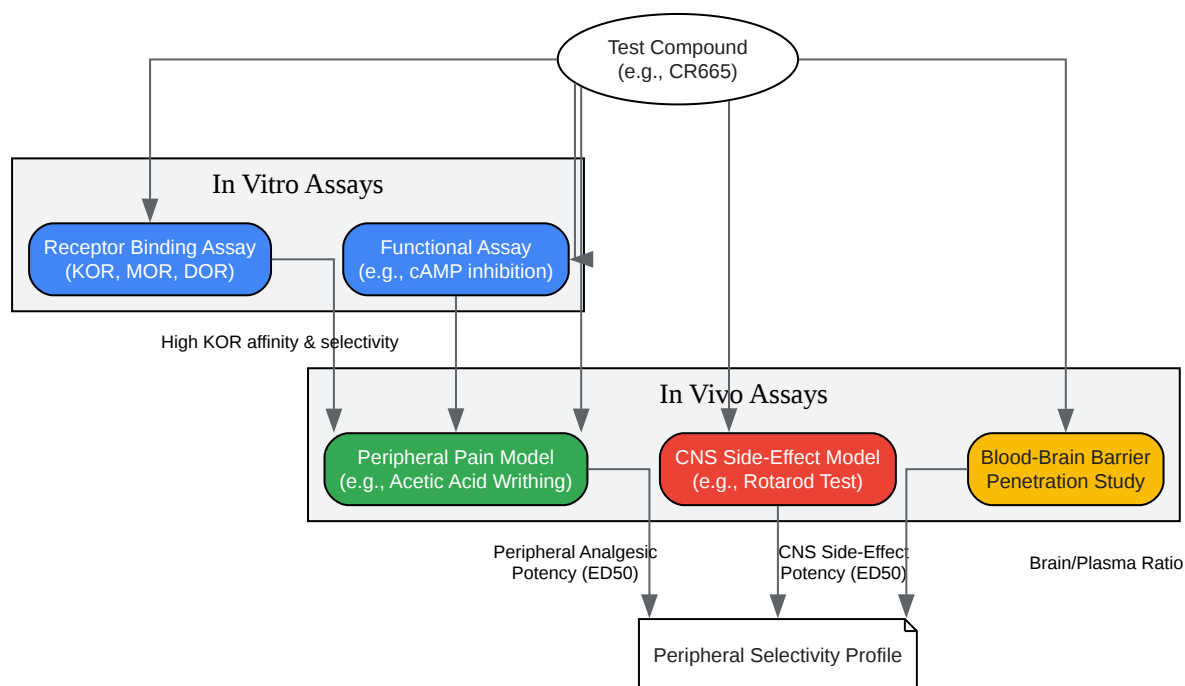 Test Compound
(e.g., CR665)
In Vitro Assays
Receptor Binding Assay
(KOR, MOR, DOR)
Functional Assay
(e.g., cAMP inhibition)
High KOR affinity & selectivity
In Vivo Assays
Peripheral Pain Model
(e.g., Acetic Acid Writhing)
CNS Side-Effect Model
(e.g., Rotarod Test)
Blood-Brain Barrier
Penetration Study
Peripheral Analgesic
Potency (ED50)
CNS Side-Effect
Potency (ED50)
Brain/Plasma Ratio
Peripheral Selectivity Profile